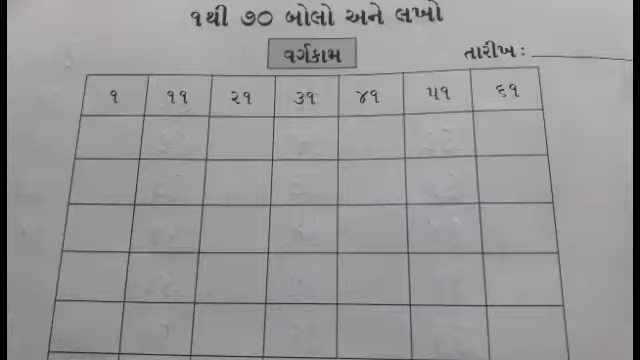 ૧થી ૭૦ બોલો અને લખો
વર્ગકામ
તારીખ:
૧ ૧૧ ૨૧ ૩૧ ૪૧ ૫૧ ૬૧